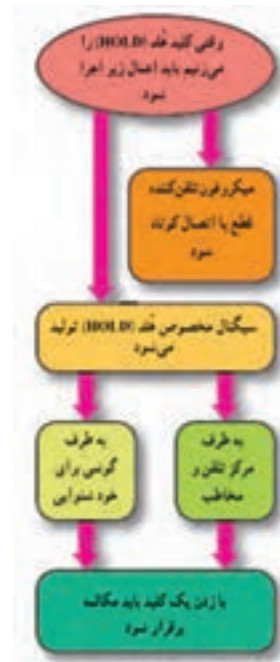 وقتی کلید هُلد (HOLD) را
می‌زنیم باید اعمال زیر اجرا
شود
میکروفون تلفن‌کننده
قطع یا اتصال کوتاه
شود
سیگنال مخصوص هُلد (HOLD) تولید
می‌شود
به طرف
مرکز تلفن و
مخاطب
به طرف
گوشی برای
خود شنوایی
با زدن یک کلید باید مکالمه
برقرار شود